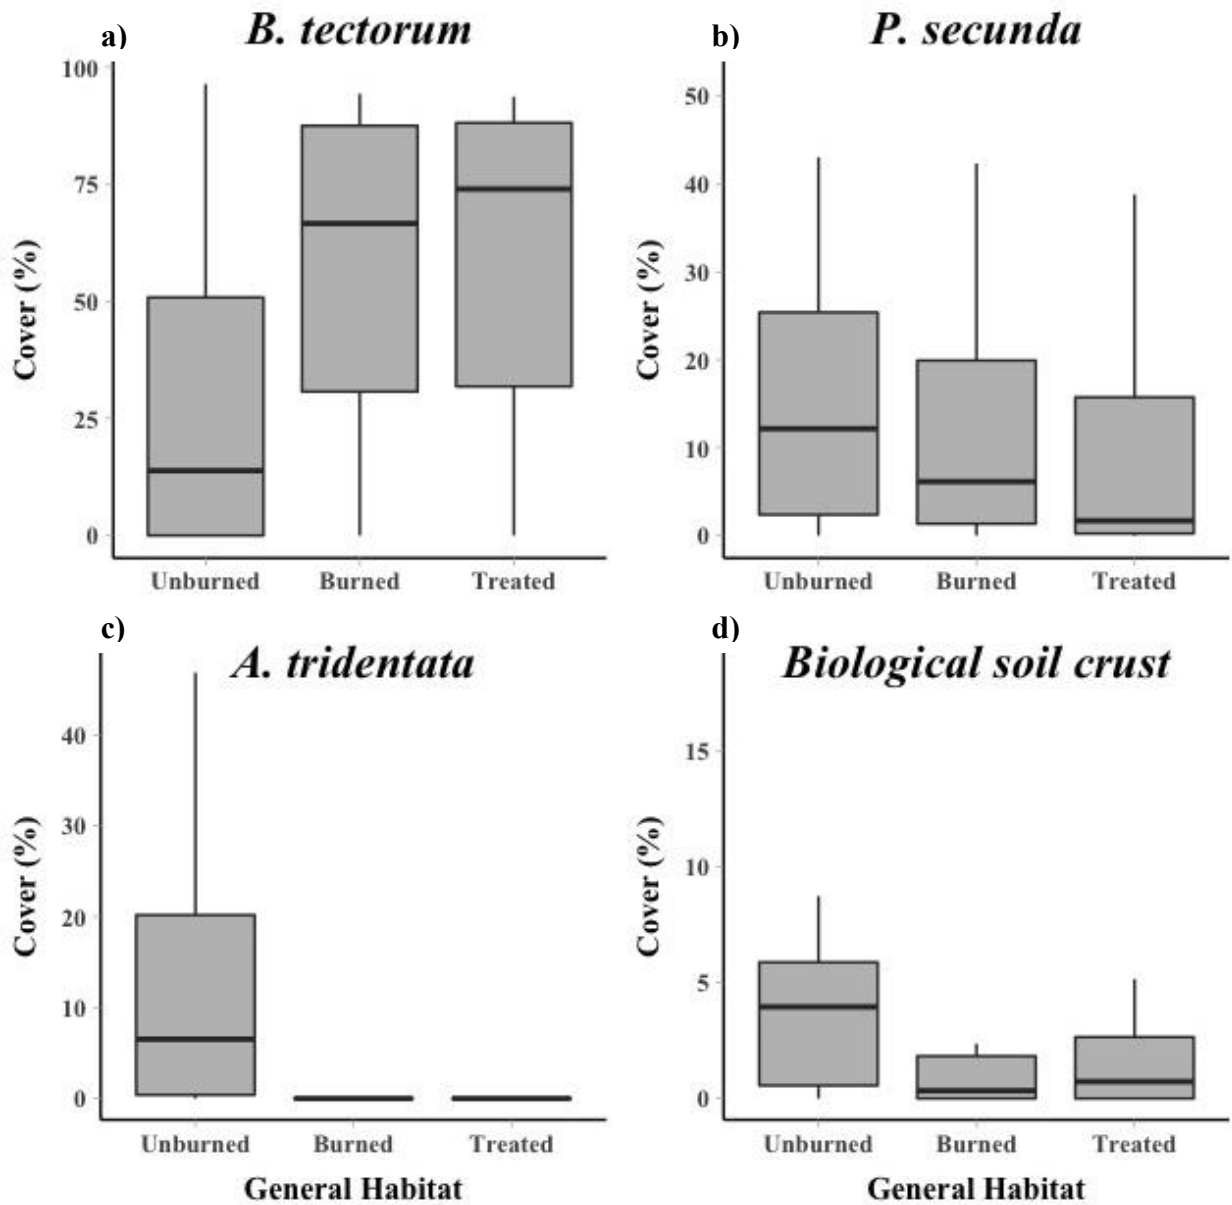 a) B. tectorum
100
75
50
25
0
Cover (%)
Unburned Burned Treated
b) P. secunda
50
40
30
20
10
0
Cover (%)
Unburned Burned Treated
c) A. tridentata
40
30
20
10
0
Cover (%)
Unburned Burned Treated
General Habitat
d) Biological soil crust
15
10
5
0
Cover (%)
Unburned Burned Treated
General Habitat